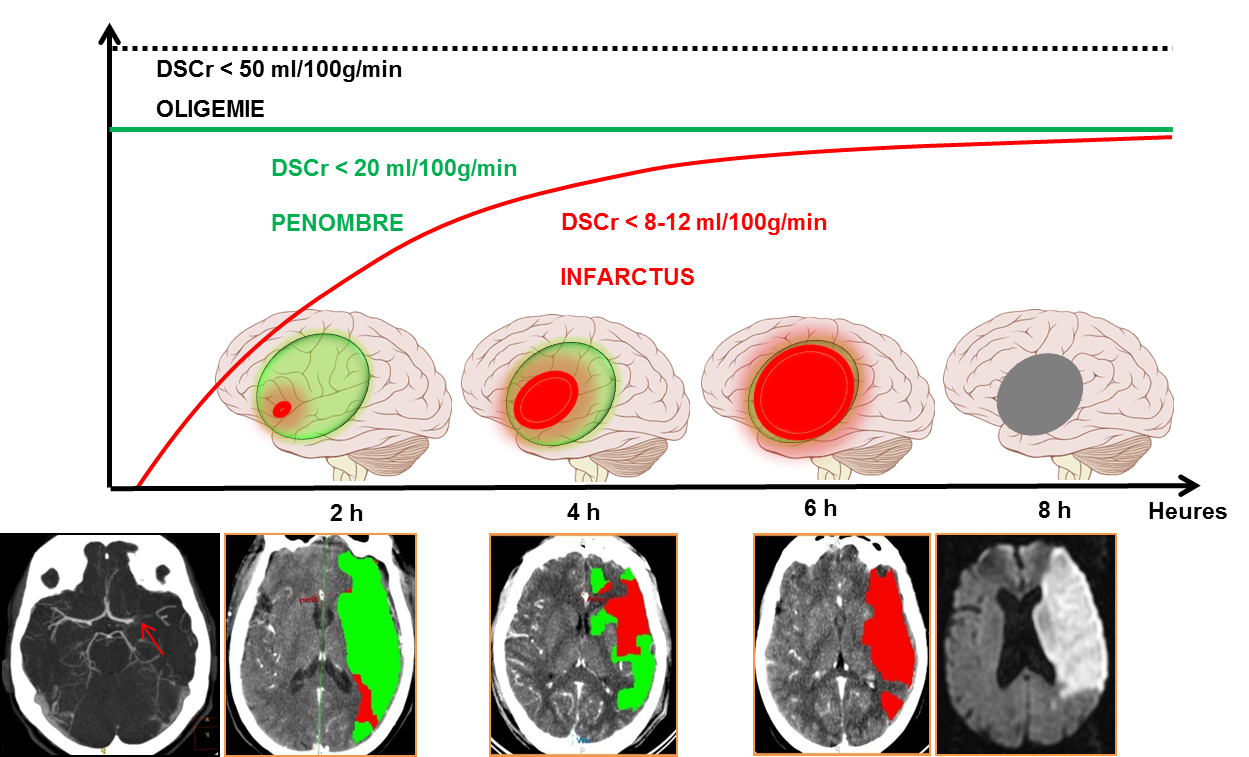 DSCr < 50 ml/100g/min
OLIGEMIE
DSCr < 20 ml/100g/min
PENOMBRE
DSCr < 8-12 ml/100g/min
INFARCTUS
2 h
4 h
6 h
8 h
Heures